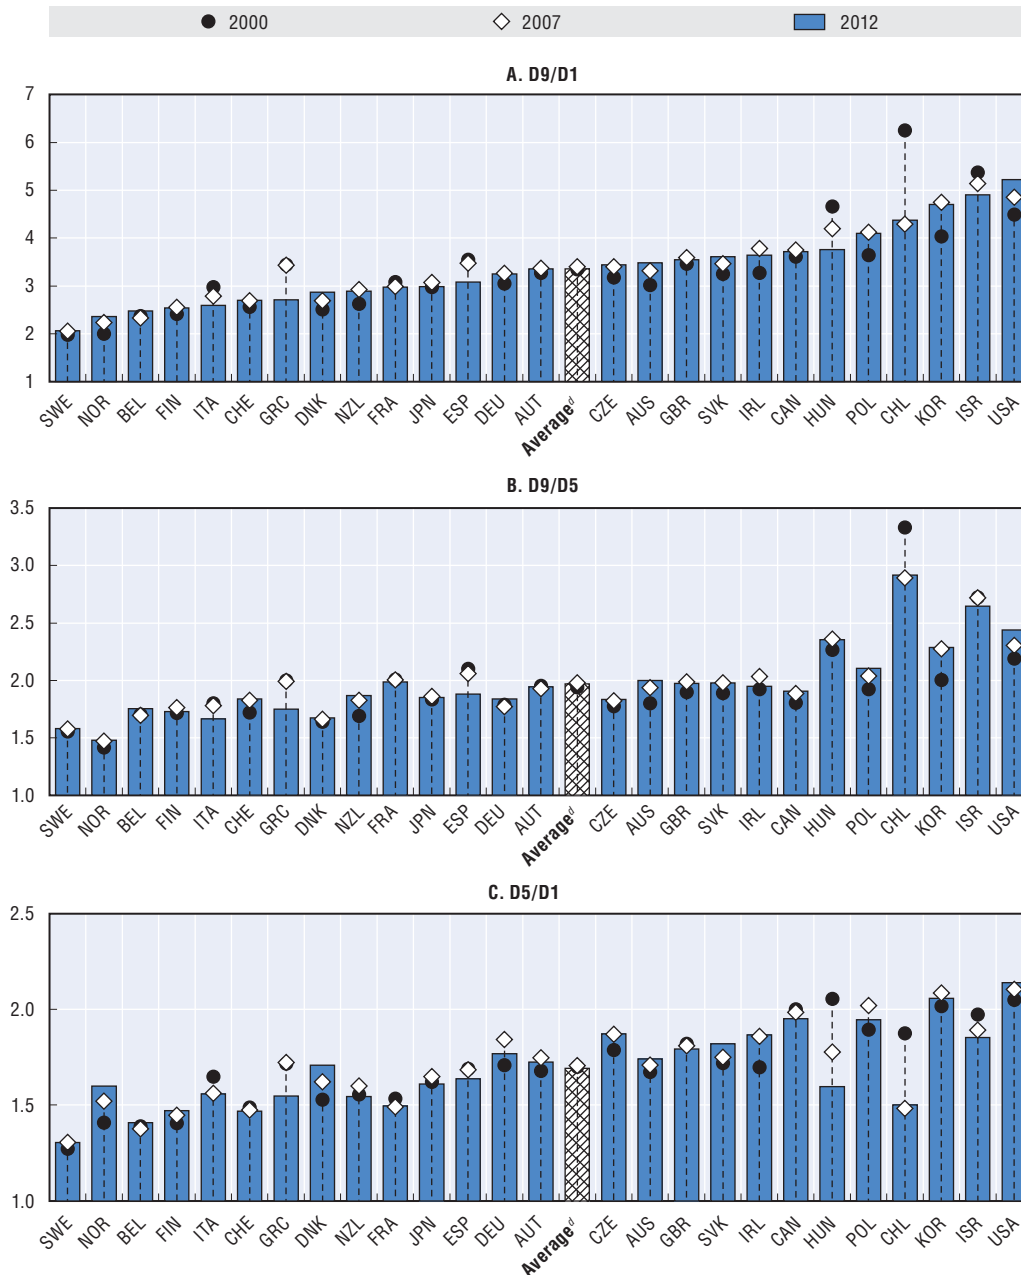 2000 2007 2012
A. D9/D1
7
6
5
4
3
2
1
SWE NOR BEL FIN ITA CHE GRC DNK NZL FRA JPN ESP DEU AUT Averageᵈ CZE AUS GBR SVK IRL CAN HUN POL CHL KOR ISR USA
B. D9/D5
3.5
3.0
2.5
2.0
1.5
1.0
SWE NOR BEL FIN ITA CHE GRC DNK NZL FRA JPN ESP DEU AUT Averageᵈ CZE AUS GBR SVK IRL CAN HUN POL CHL KOR ISR USA
C. D5/D1
2.5
2.0
1.5
1.0
SWE NOR BEL FIN ITA CHE GRC DNK NZL FRA JPN ESP DEU AUT Averageᵈ CZE AUS GBR SVK IRL CAN HUN POL CHL KOR ISR USA